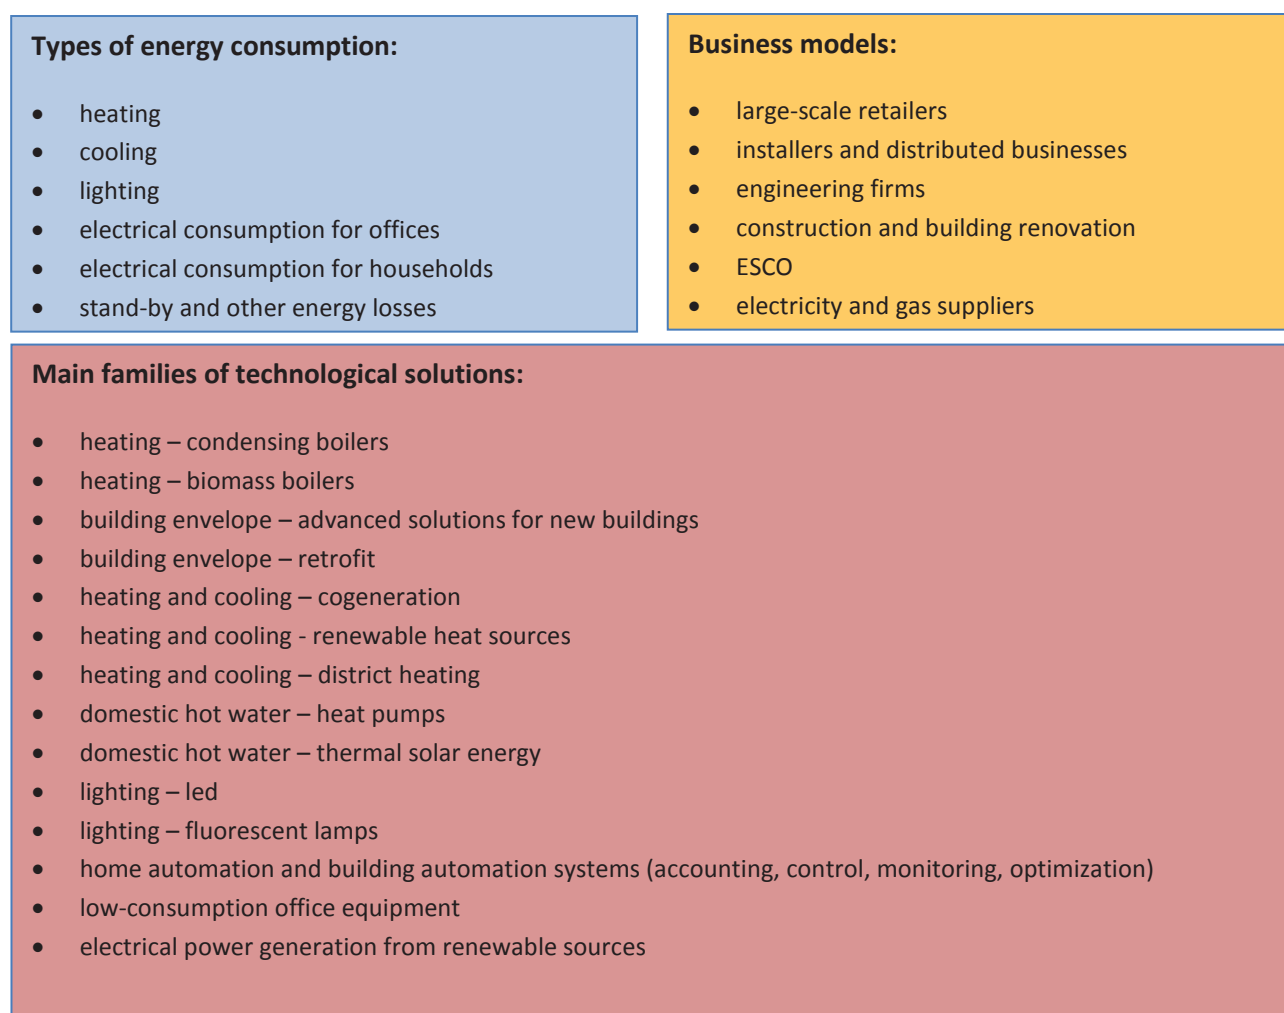 Types of energy consumption:
• heating
• cooling
• lighting
• electrical consumption for offices
• electrical consumption for households
• stand-by and other energy losses
Business models:
• large-scale retailers
• installers and distributed businesses
• engineering firms
• construction and building renovation
• ESCO
• electricity and gas suppliers
Main families of technological solutions:
• heating – condensing boilers
• heating – biomass boilers
• building envelope – advanced solutions for new buildings
• building envelope – retrofit
• heating and cooling – cogeneration
• heating and cooling - renewable heat sources
• heating and cooling – district heating
• domestic hot water – heat pumps
• domestic hot water – thermal solar energy
• lighting – led
• lighting – fluorescent lamps
• home automation and building automation systems (accounting, control, monitoring, optimization)
• low-consumption office equipment
• electrical power generation from renewable sources